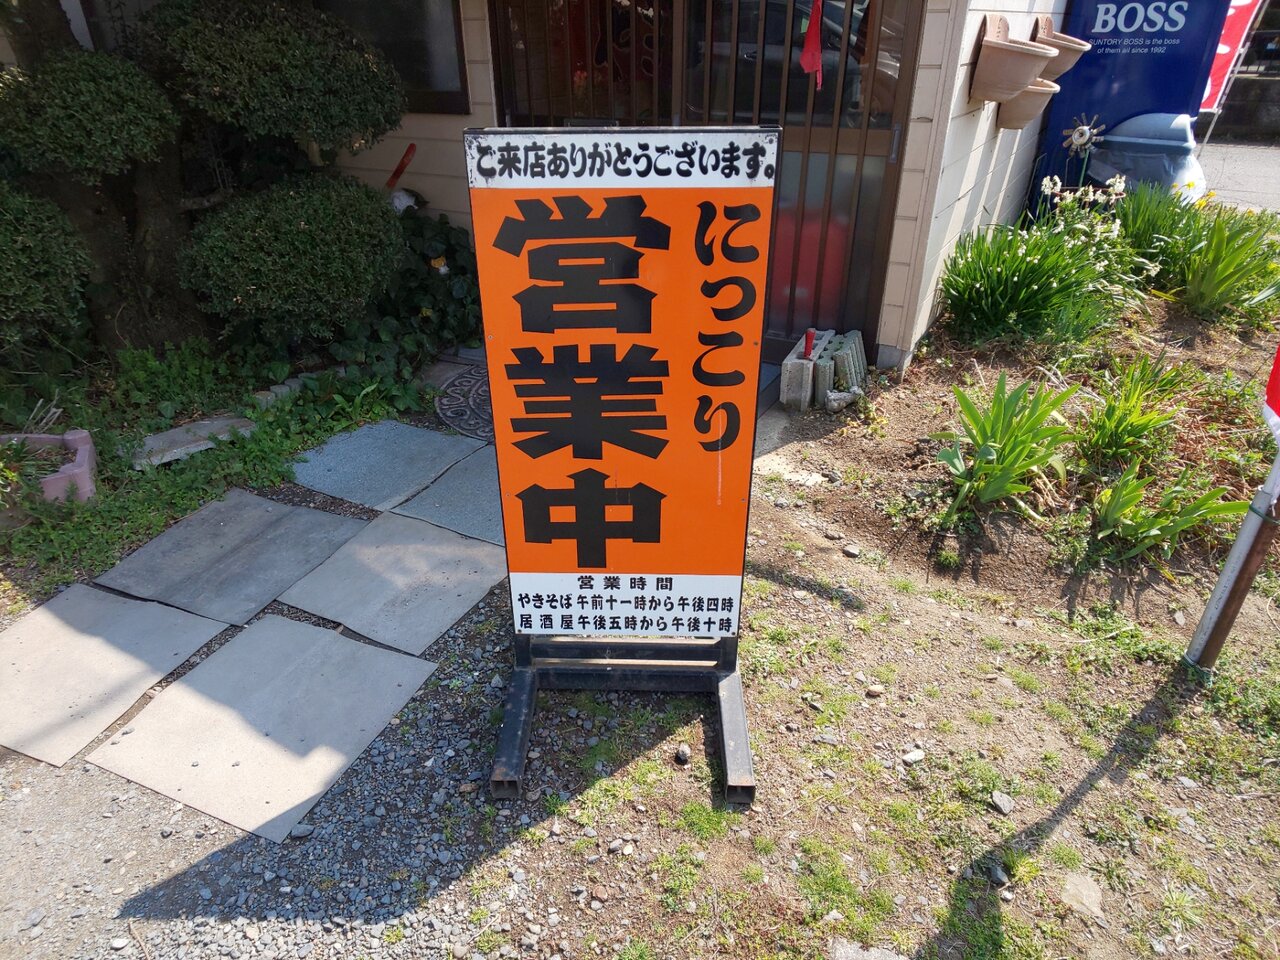 ご来店ありがとうございます。
にっこり
営業中
営業時間
やきそば午前十一時から午後四時
居酒屋午後五時から午後十時
BOSS
SUNTORY BOSS is the boss
of them all since 1992